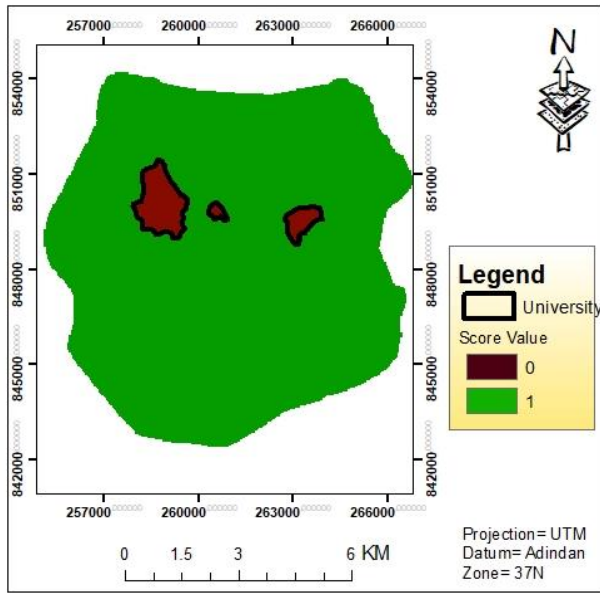 257000 260000 263000 266000
N
854000 854000
851000 851000
848000 848000
845000 845000
842000 842000
257000 260000 263000 266000
Legend
University
Score Value
0
1
0 1.5 3 6 KM
Projection= UTM
Datum= Adindan
Zone= 37N